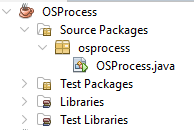 OSProcess
Source Packages
osprocess
OSProcess.java
Test Packages
Libraries
Test Libraries